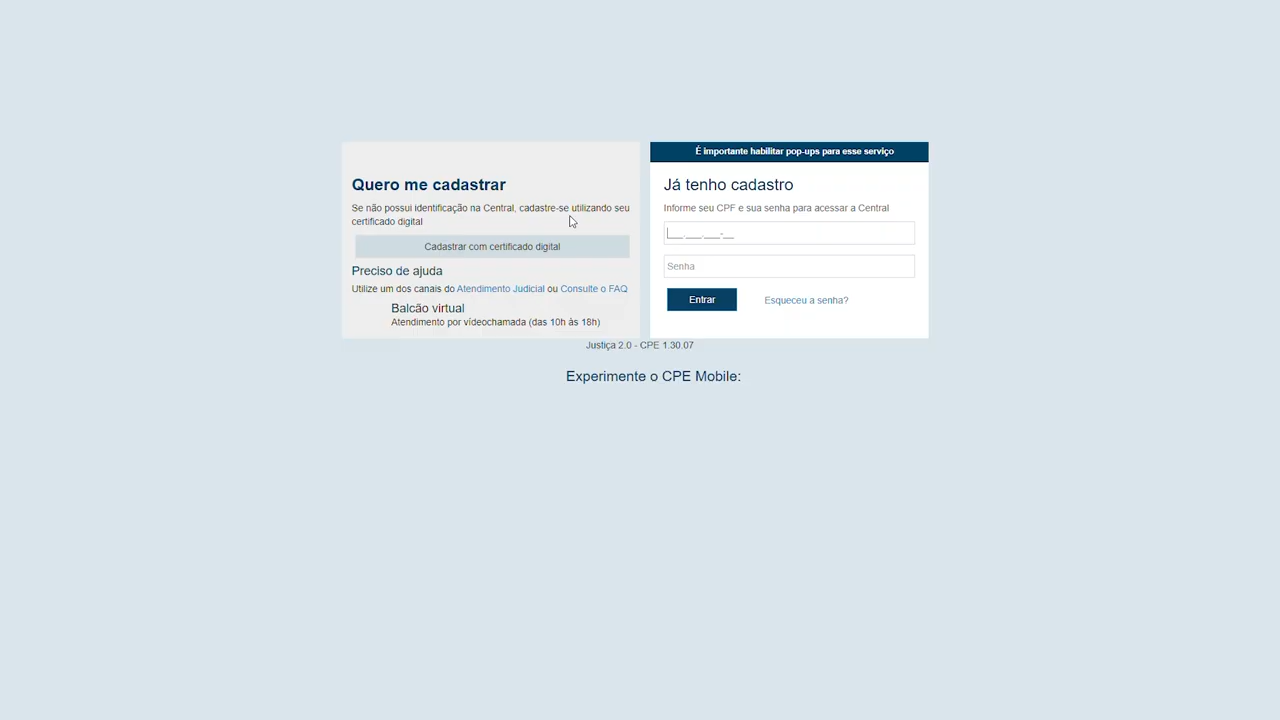 Quero me cadastrar
Se não possui identificação na Central, cadastre-se utilizando seu
certificado digital
Cadastrar com certificado digital
Preciso de ajuda
Utilize um dos canais do Atendimento Judicial ou Consulte o FAQ
Balcão virtual
Atendimento por vídeochamada (das 10h às 18h)
É importante habilitar pop-ups para esse serviço
Já tenho cadastro
Informe seu CPF e sua senha para acessar a Central
___.___.___-__
Senha
Entrar
Esqueceu a senha?
Justiça 2.0 - CPE 1.30.07
Experimente o CPE Mobile: